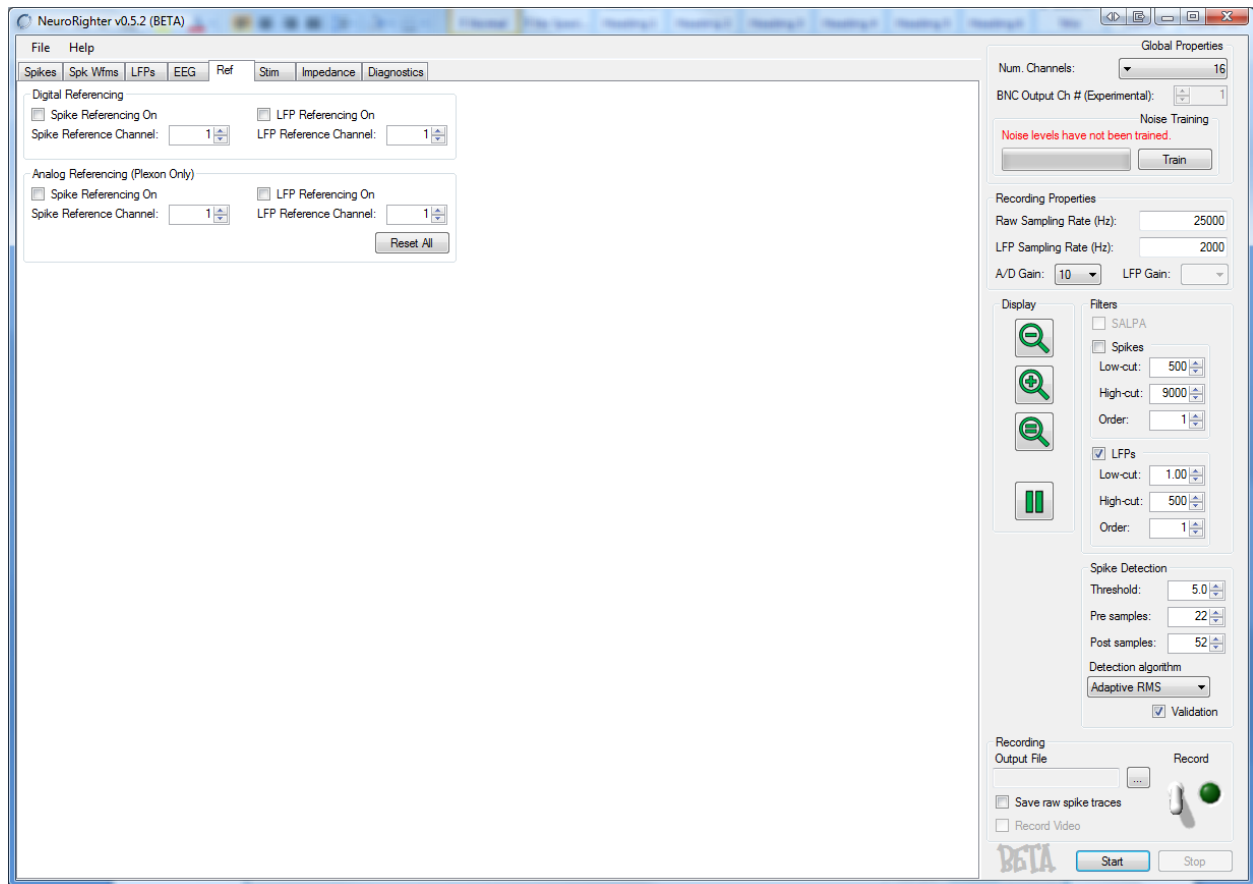 NeuroRighter v0.5.2 (BETA)
File Help
Spikes Spk Wfms LFPs EEG Ref Stim Impedance Diagnostics
Digital Referencing
Spike Referencing On LFP Referencing On
Spike Reference Channel: 1 LFP Reference Channel: 1
Analog Referencing (Plexon Only)
Spike Referencing On LFP Referencing On
Spike Reference Channel: 1 LFP Reference Channel: 1
Reset All
Global Properties
Num. Channels: 16
BNC Output Ch # (Experimental): 1
Noise Training
Noise levels have not been trained.
Train
Recording Properties
Raw Sampling Rate (Hz): 25000
LFP Sampling Rate (Hz): 2000
A/D Gain: 10 LFP Gain:
Display
Filters
SALPA
Spikes
Low-cut: 500
High-cut: 9000
Order: 1
LFPs
Low-cut: 1.00
High-cut: 500
Order: 1
Spike Detection
Threshold: 5.0
Pre samples: 22
Post samples: 52
Detection algorithm
Adaptive RMS
Validation
Recording
Output File Record
...
Save raw spike traces
Record Video
BETA Start Stop